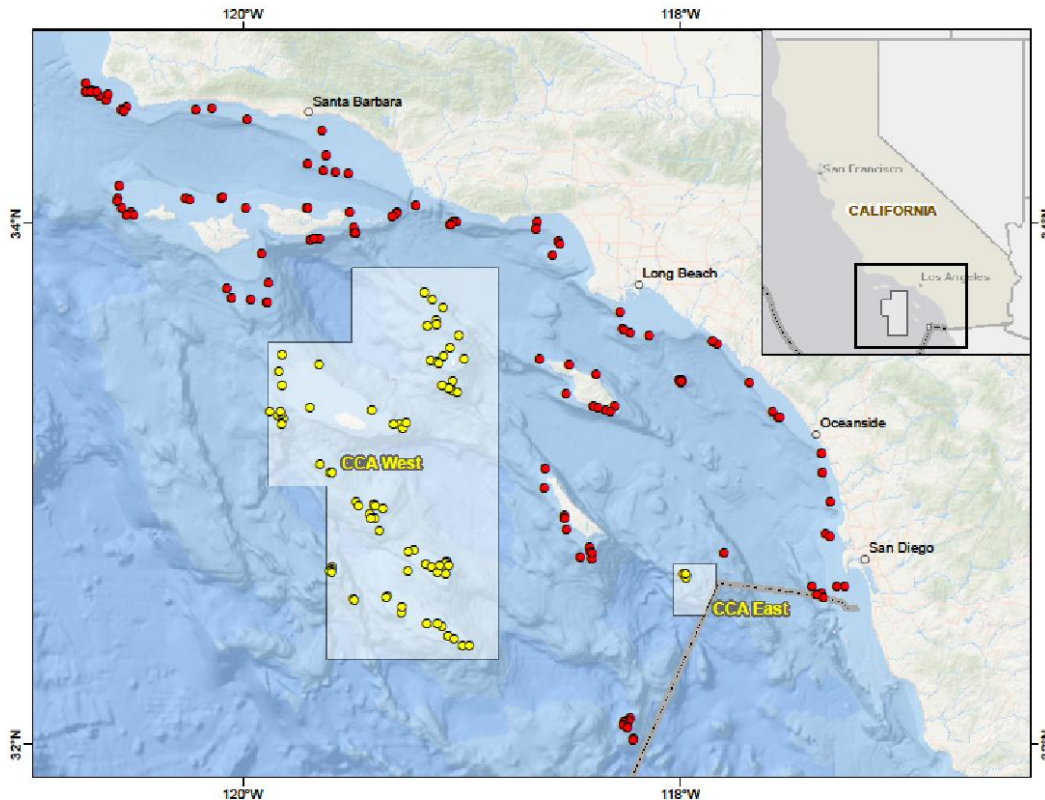 120°W
118°W
Santa Barbara
San Francisco
CALIFORNIA
34°N
Los Angeles
Long Beach
Oceanside
CCA West
San Diego
CCA East
32°N
120°W
118°W